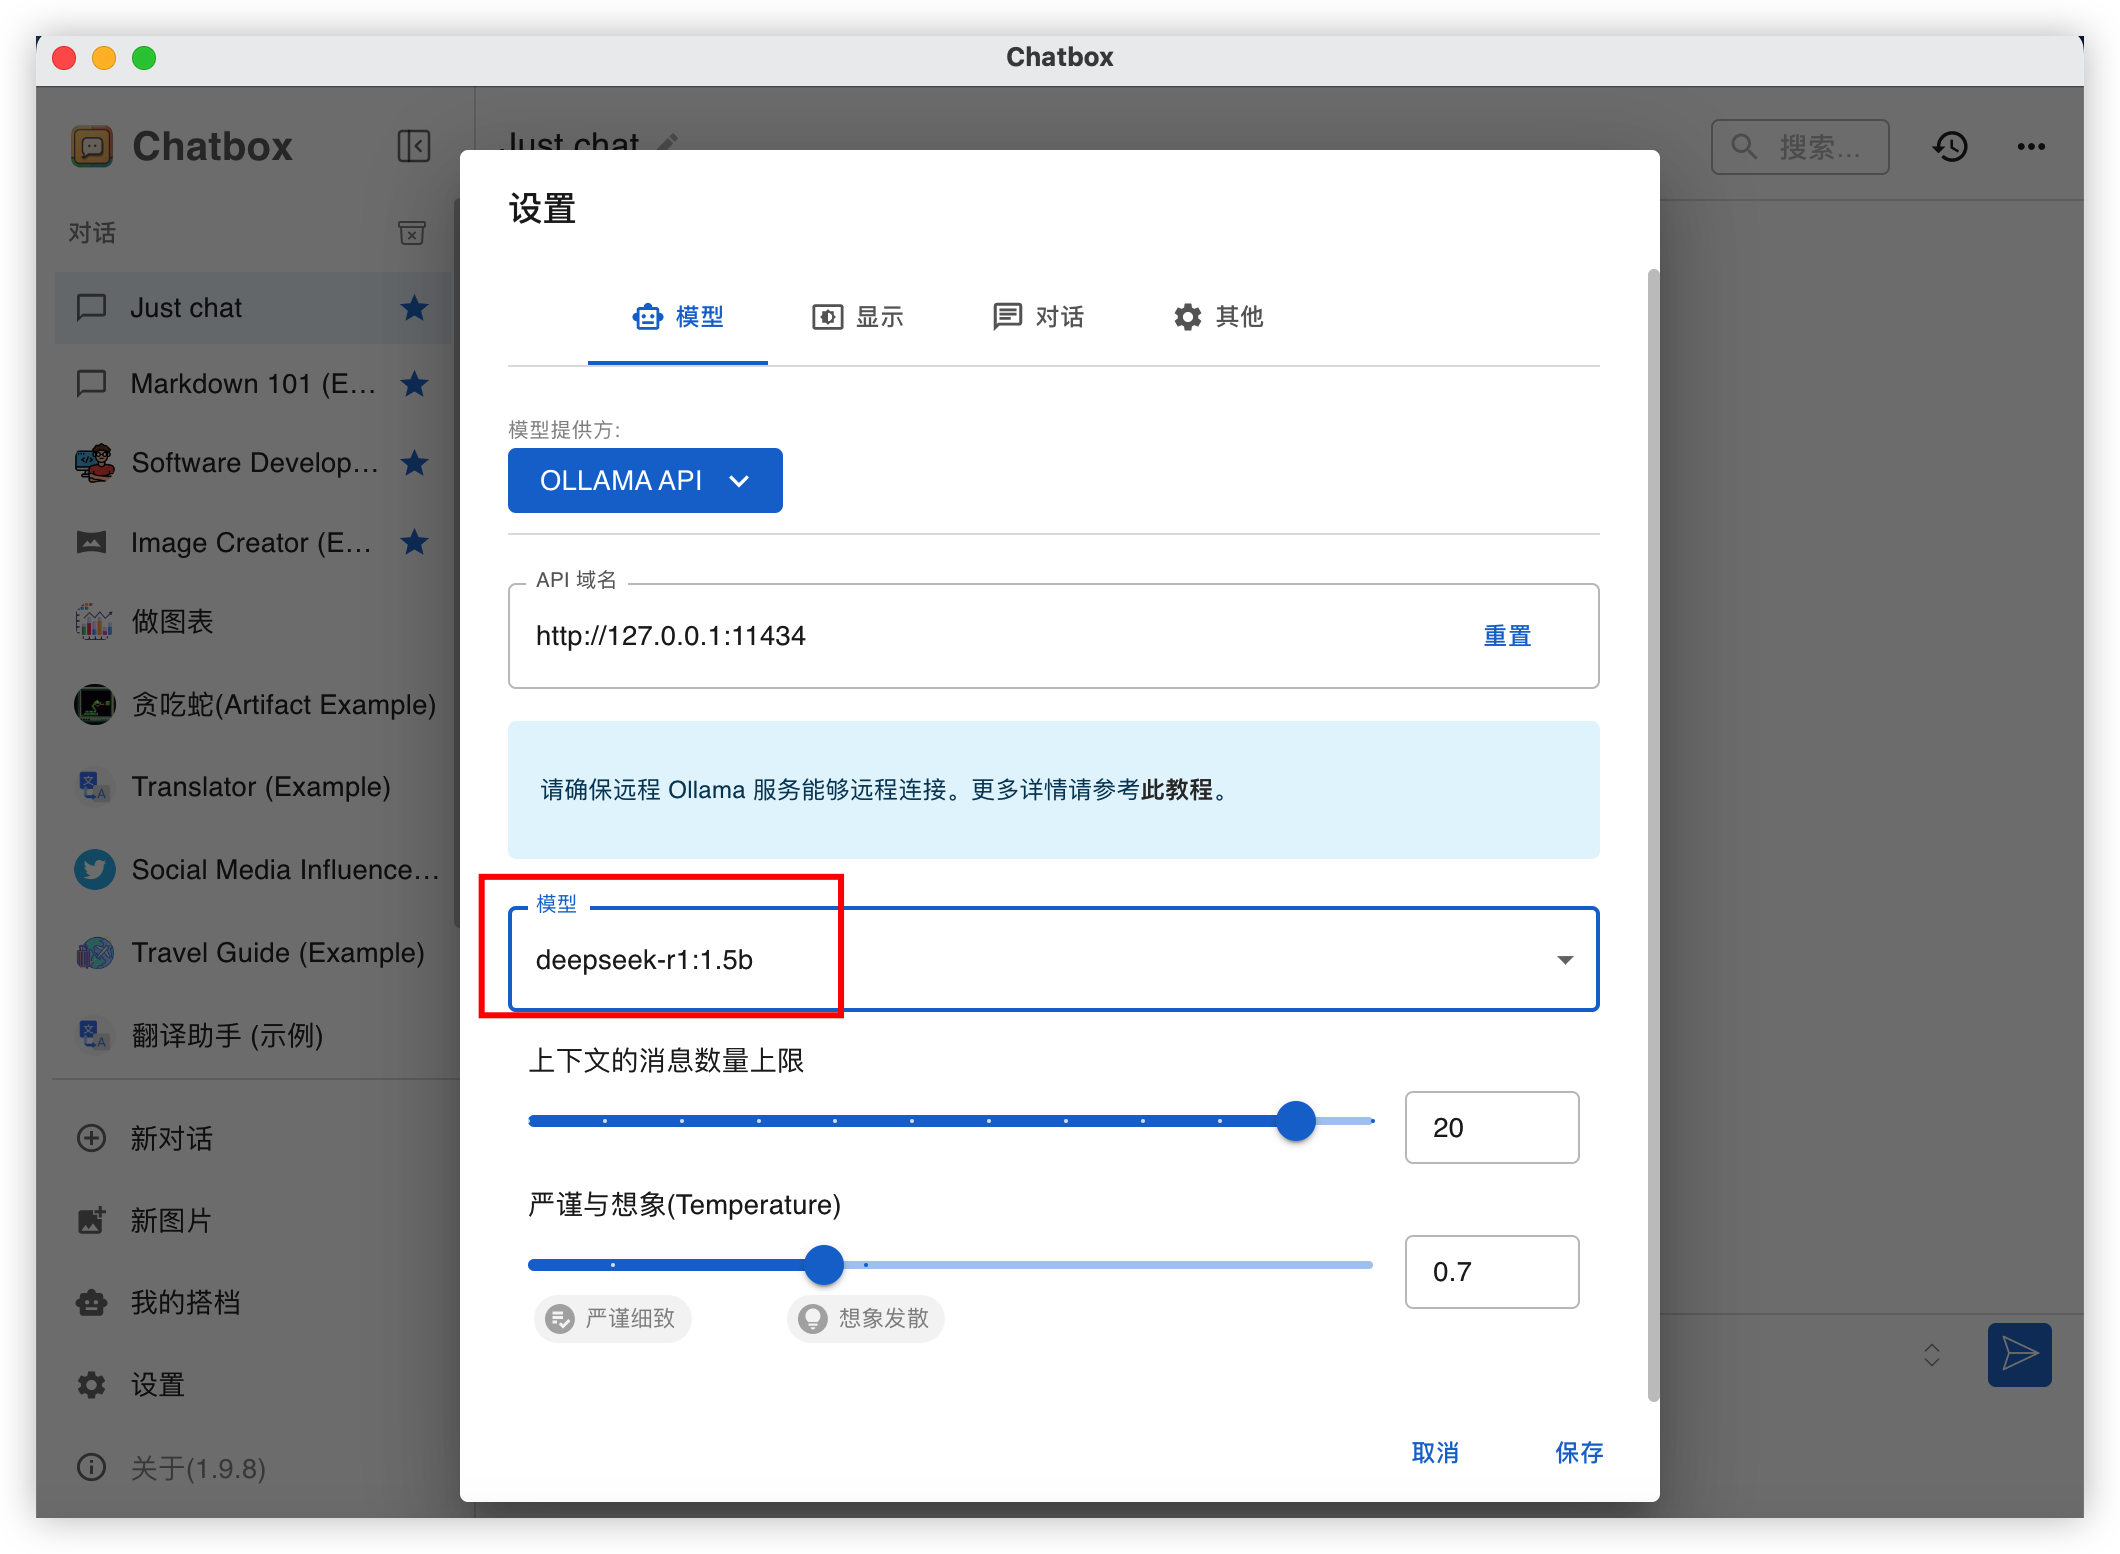 Chatbox
Chatbox
对话
Just chat
Markdown 101 (E...
Software Develop...
Image Creator (E...
做图表
贪吃蛇(Artifact Example)
Translator (Example)
Social Media Influence...
Travel Guide (Example)
翻译助手 (示例)
新对话
新图片
我的搭档
设置
关于(1.9.8)
Just chat
搜索...
设置
模型
显示
对话
其他
模型提供方:
OLLAMA API
API 域名
http://127.0.0.1:11434
重置
请确保远程 Ollama 服务能够远程连接。更多详情请参考此教程。
模型
deepseek-r1:1.5b
上下文的消息数量上限
20
严谨与想象(Temperature)
0.7
严谨细致
想象发散
取消
保存